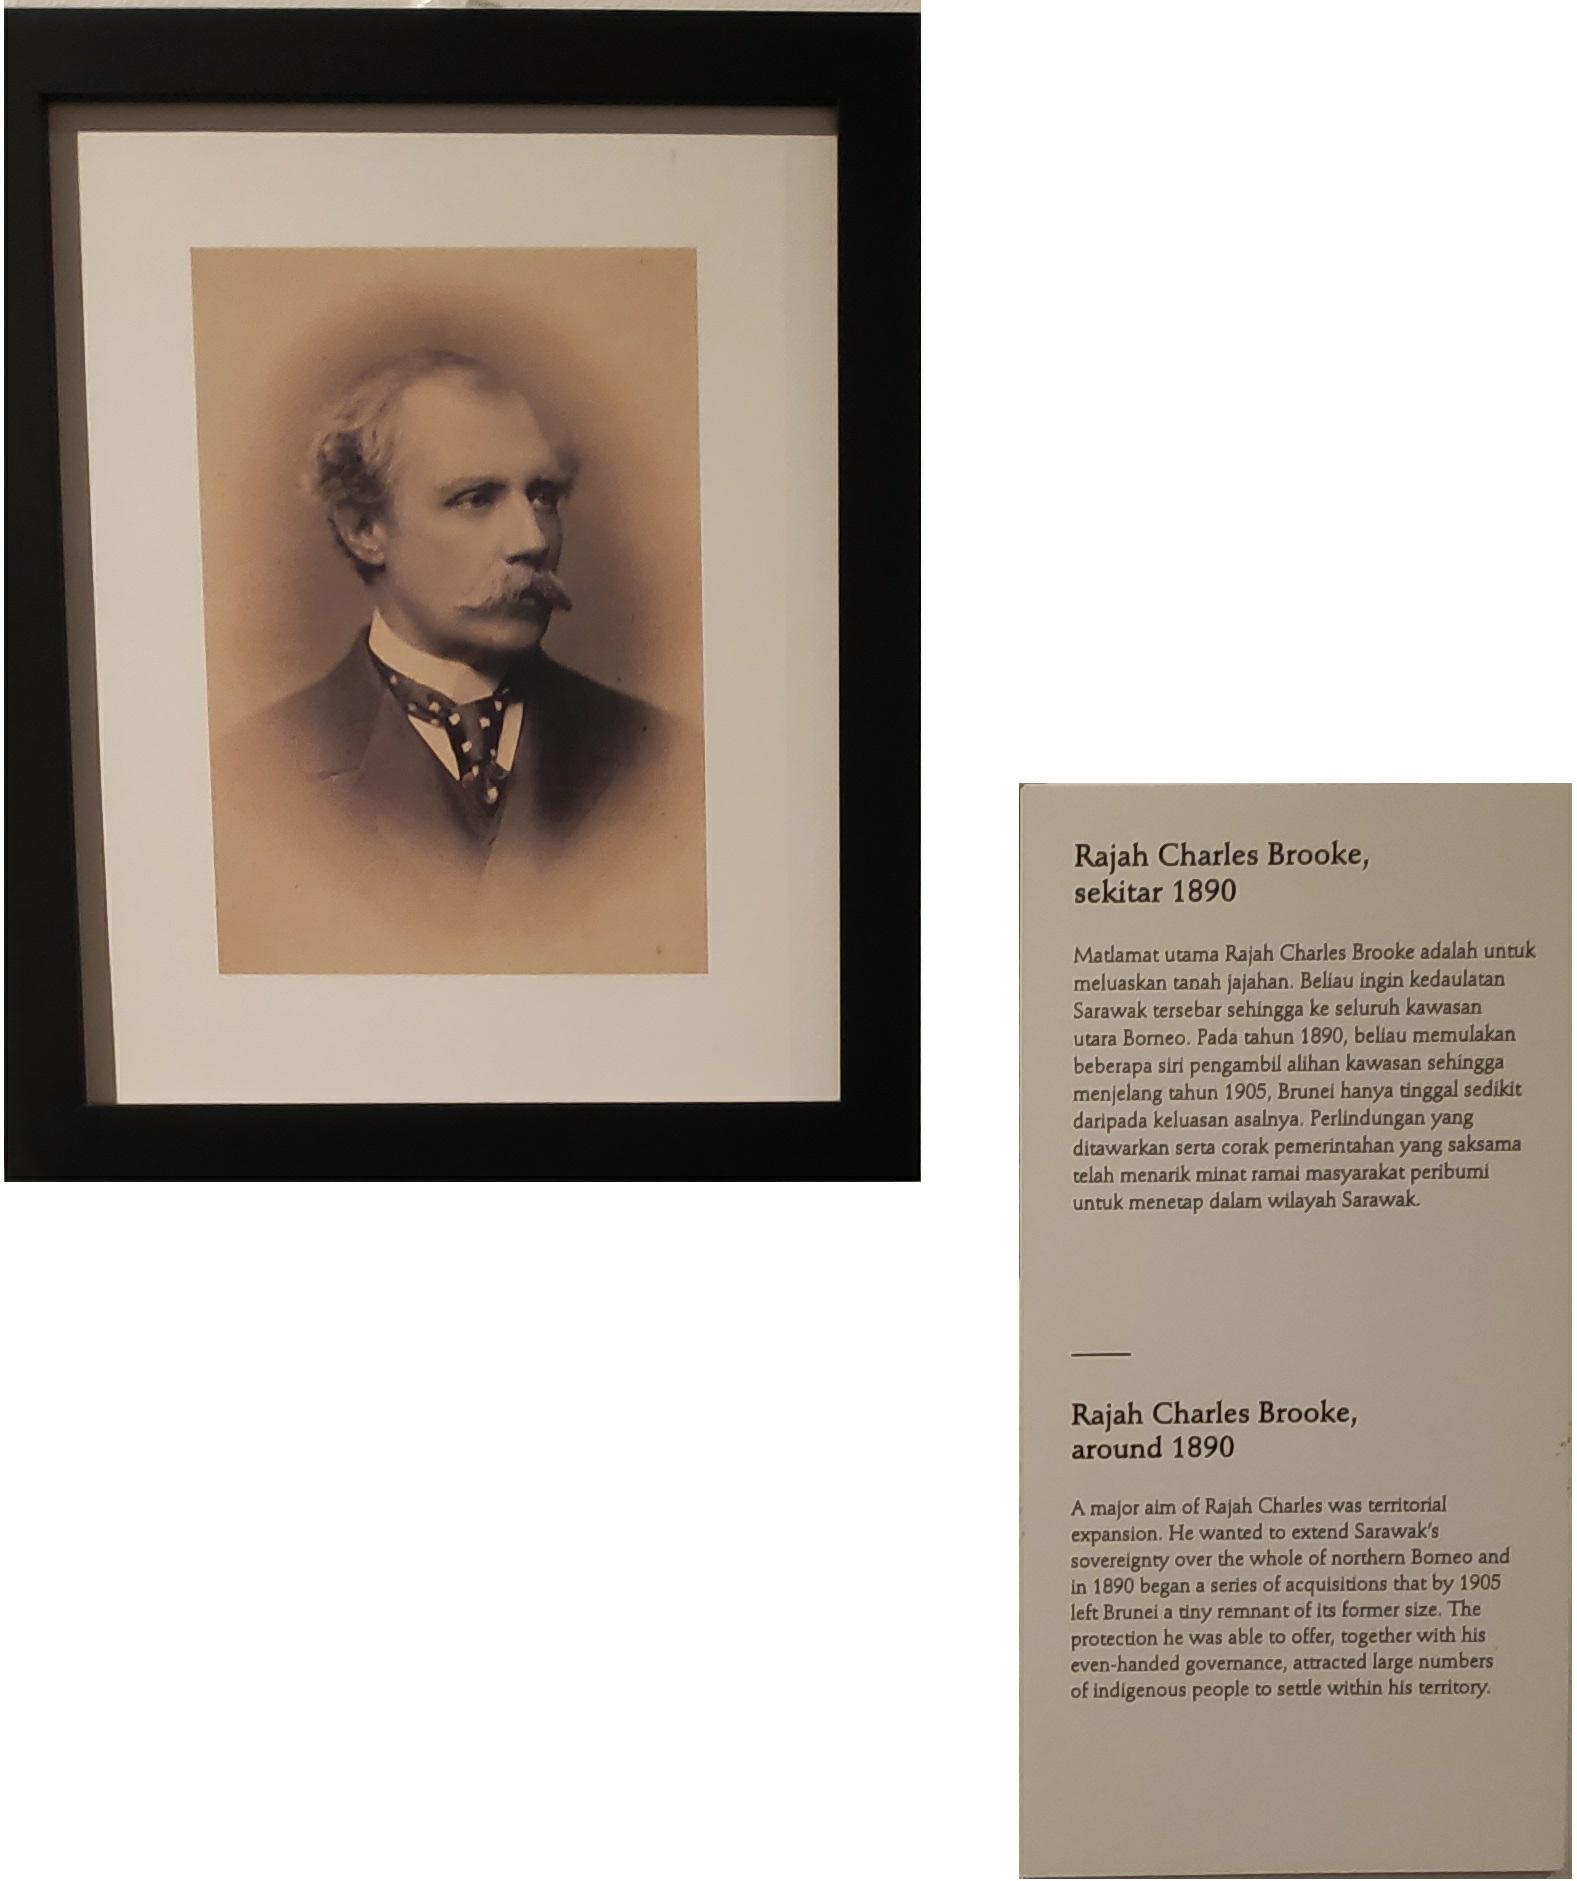 Rajah Charles Brooke,
sekitar 1890
Matlamat utama Rajah Charles Brooke adalah untuk
meluaskan tanah jajahan. Beliau ingin kedaulatan
Sarawak tersebar sehingga ke seluruh kawasan
utara Borneo. Pada tahun 1890, beliau memulakan
beberapa siri pengambil alihan kawasan sehingga
menjelang tahun 1905, Brunei hanya tinggal sedikit
daripada keluasan asalnya. Perlindungan yang
ditawarkan serta corak pemerintahan yang saksama
telah menarik minat ramai masyarakat peribumi
untuk menetap dalam wilayah Sarawak.
Rajah Charles Brooke,
around 1890
A major aim of Rajah Charles was territorial
expansion. He wanted to extend Sarawak's
sovereignty over the whole of northern Borneo and
in 1890 began a series of acquisitions that by 1905
left Brunei a tiny remnant of its former size. The
protection he was able to offer, together with his
even-handed governance, attracted large numbers
of indigenous people to settle within his territory.